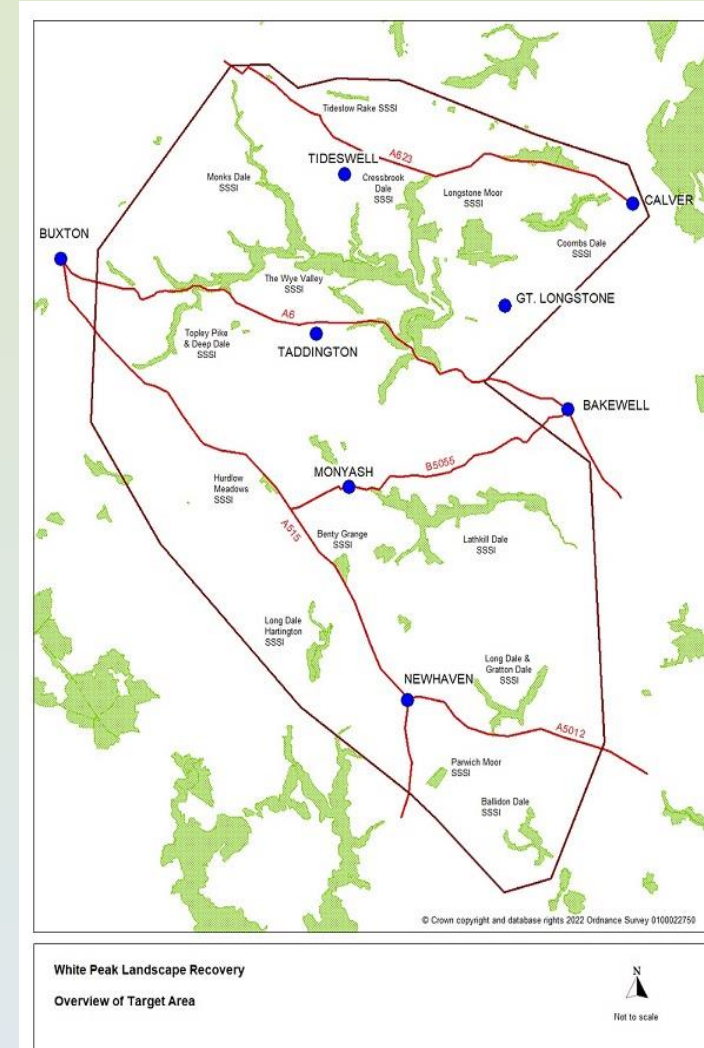 Tideslow Rake SSSI
A623
TIDESWELL
Monks Dale
SSSI
Cressbrook
Dale
SSSI
Longstone Moor
SSSI
CALVER
BUXTON
Coombs Dale
SSSI
The Wye Valley
SSSI
GT. LONGSTONE
A6
Topley Pike
& Deep Dale
SSSI
TADDINGTON
BAKEWELL
B5055
MONYASH
Hurdlow
Meadows
SSSI
A515
Benty Grange
SSSI
Lathkill Dale
SSSI
Long Dale
Hartington
SSSI
Long Dale &
Gratton Dale
SSSI
NEWHAVEN
A5012
Parwich Moor
SSSI
Ballidon Dale
SSSI
© Crown copyright and database rights 2022 Ordnance Survey 0100022750
White Peak Landscape Recovery
Overview of Target Area
N
Not to scale